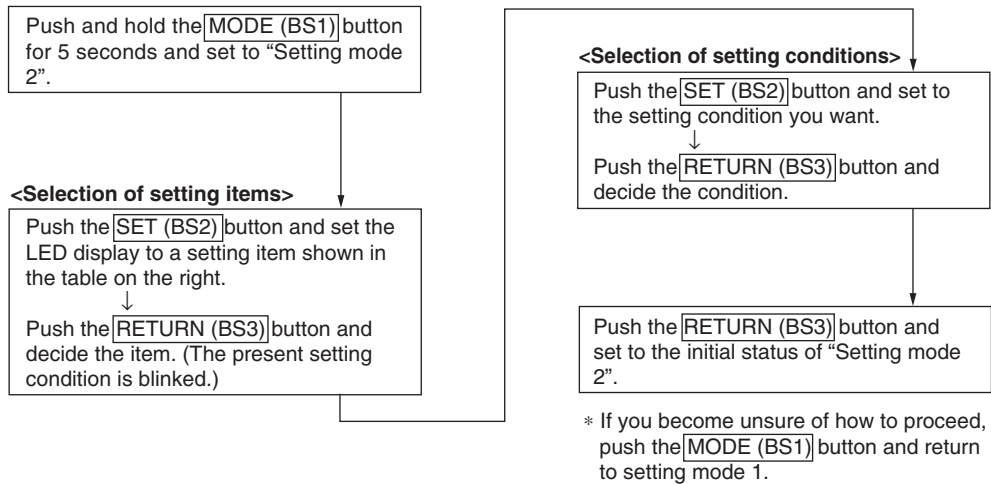 Push and hold the MODE (BS1) button
for 5 seconds and set to “Setting mode
2”.
<Selection of setting items>
Push the SET (BS2) button and set the
LED display to a setting item shown in
the table on the right.
↓
Push the RETURN (BS3) button and
decide the item. (The present setting
condition is blinked.)
<Selection of setting conditions>
Push the SET (BS2) button and set to
the setting condition you want.
↓
Push the RETURN (BS3) button and
decide the condition.
Push the RETURN (BS3) button and
set to the initial status of “Setting mode
2”.
* If you become unsure of how to proceed,
push the MODE (BS1) button and return
to setting mode 1.